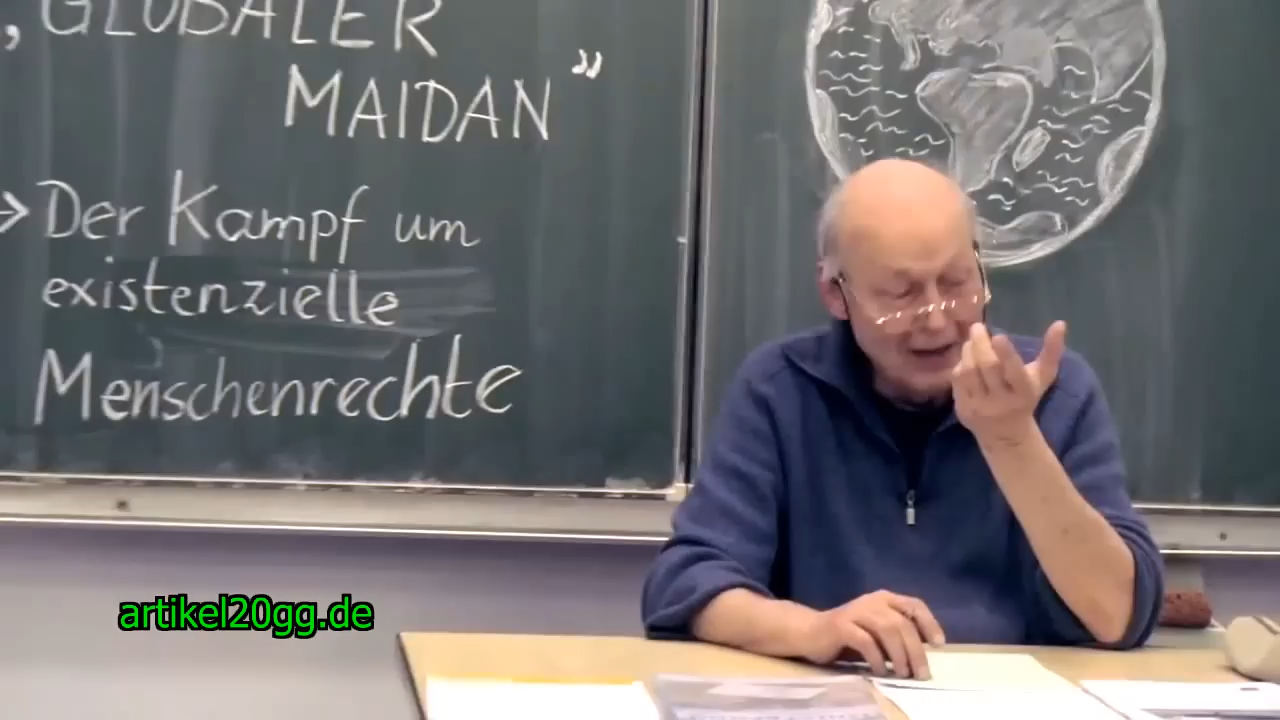 „GLOBALER
MAIDAN”
→ Der Kampf um
existenzielle
Menschenrechte
artikel20gg.de